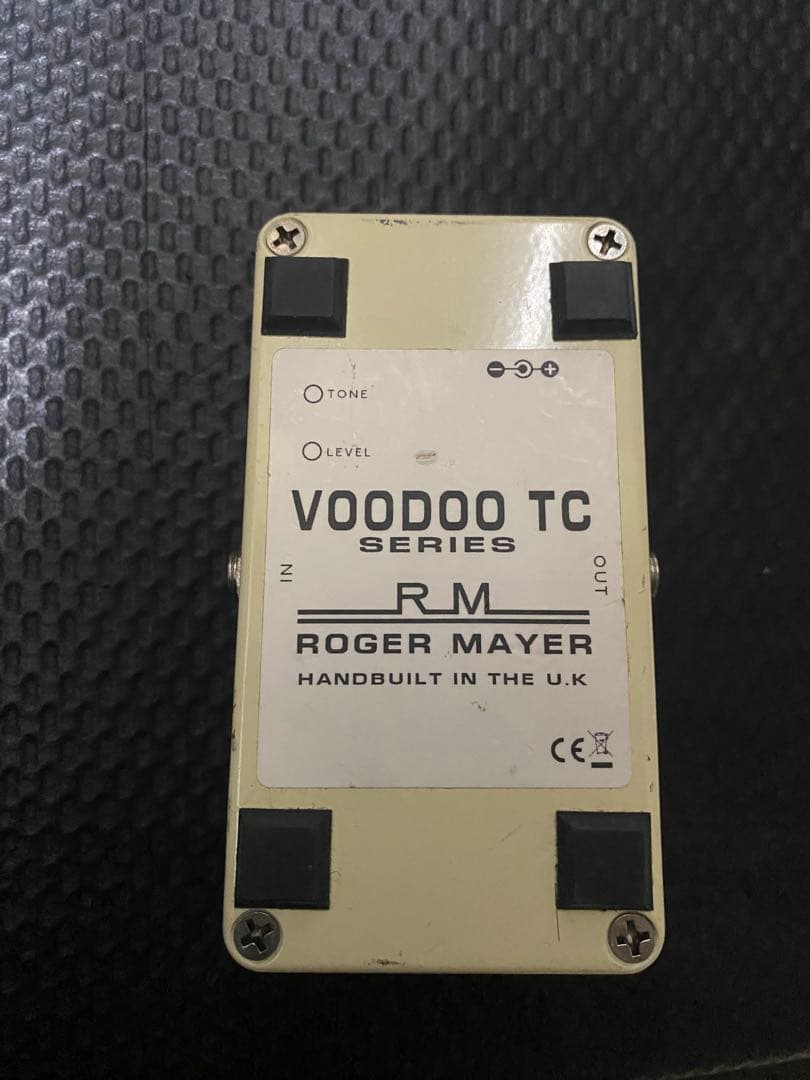 TONE
LEVEL
VOODOO TC
SERIES
IN
OUT
RM
ROGER MAYER
HANDBUILT IN THE U.K
CE